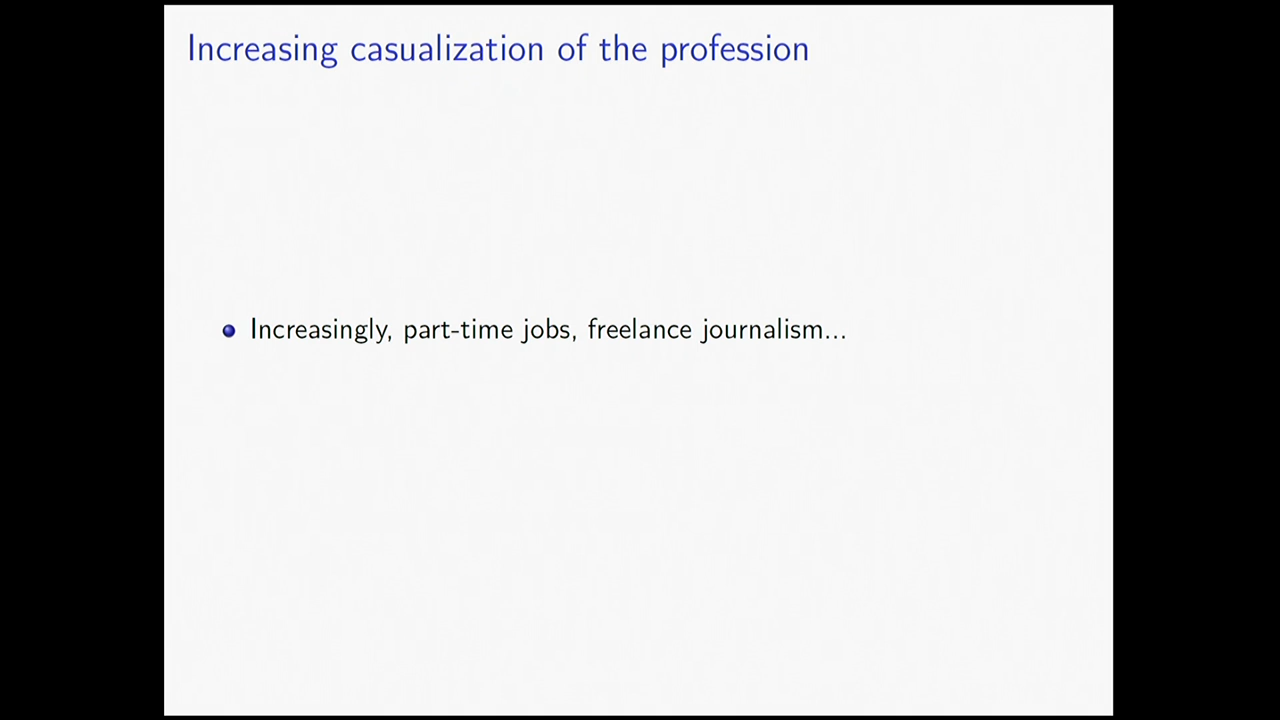 Increasing casualization of the profession
Increasingly, part-time jobs, freelance journalism...